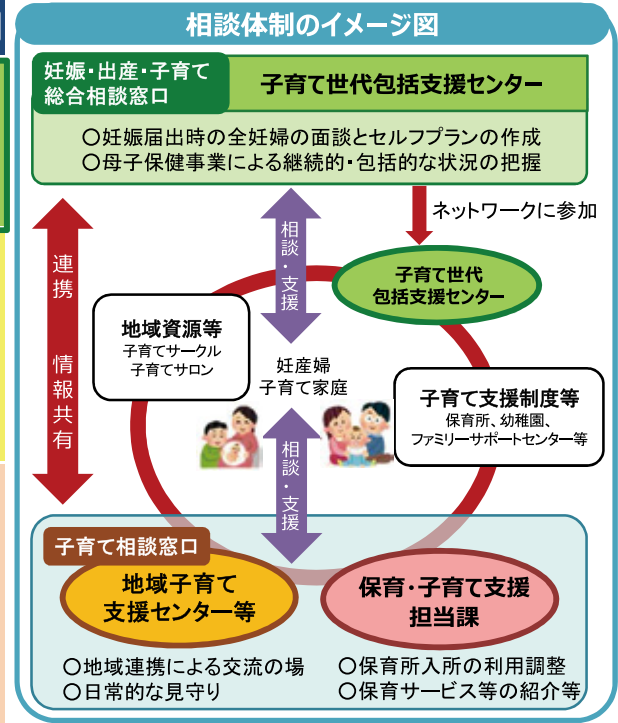 相談体制のイメージ図
妊娠・出産・子育て
総合相談窓口
子育て世代包括支援センター
○妊娠届出時の全妊婦の面談とセルフプランの作成
○母子保健事業による継続的・包括的な状況の把握
連携
情報共有
相談・支援
ネットワークに参加
子育て世代
包括支援センター
地域資源等
子育てサークル
子育てサロン
妊産婦
子育て家庭
子育て支援制度等
保育所、幼稚園、
ファミリーサポートセンター等
相談・支援
子育て相談窓口
地域子育て
支援センター等
保育・子育て支援
担当課
○地域連携による交流の場
○日常的な見守り
○保育所入所の利用調整
○保育サービス等の紹介等